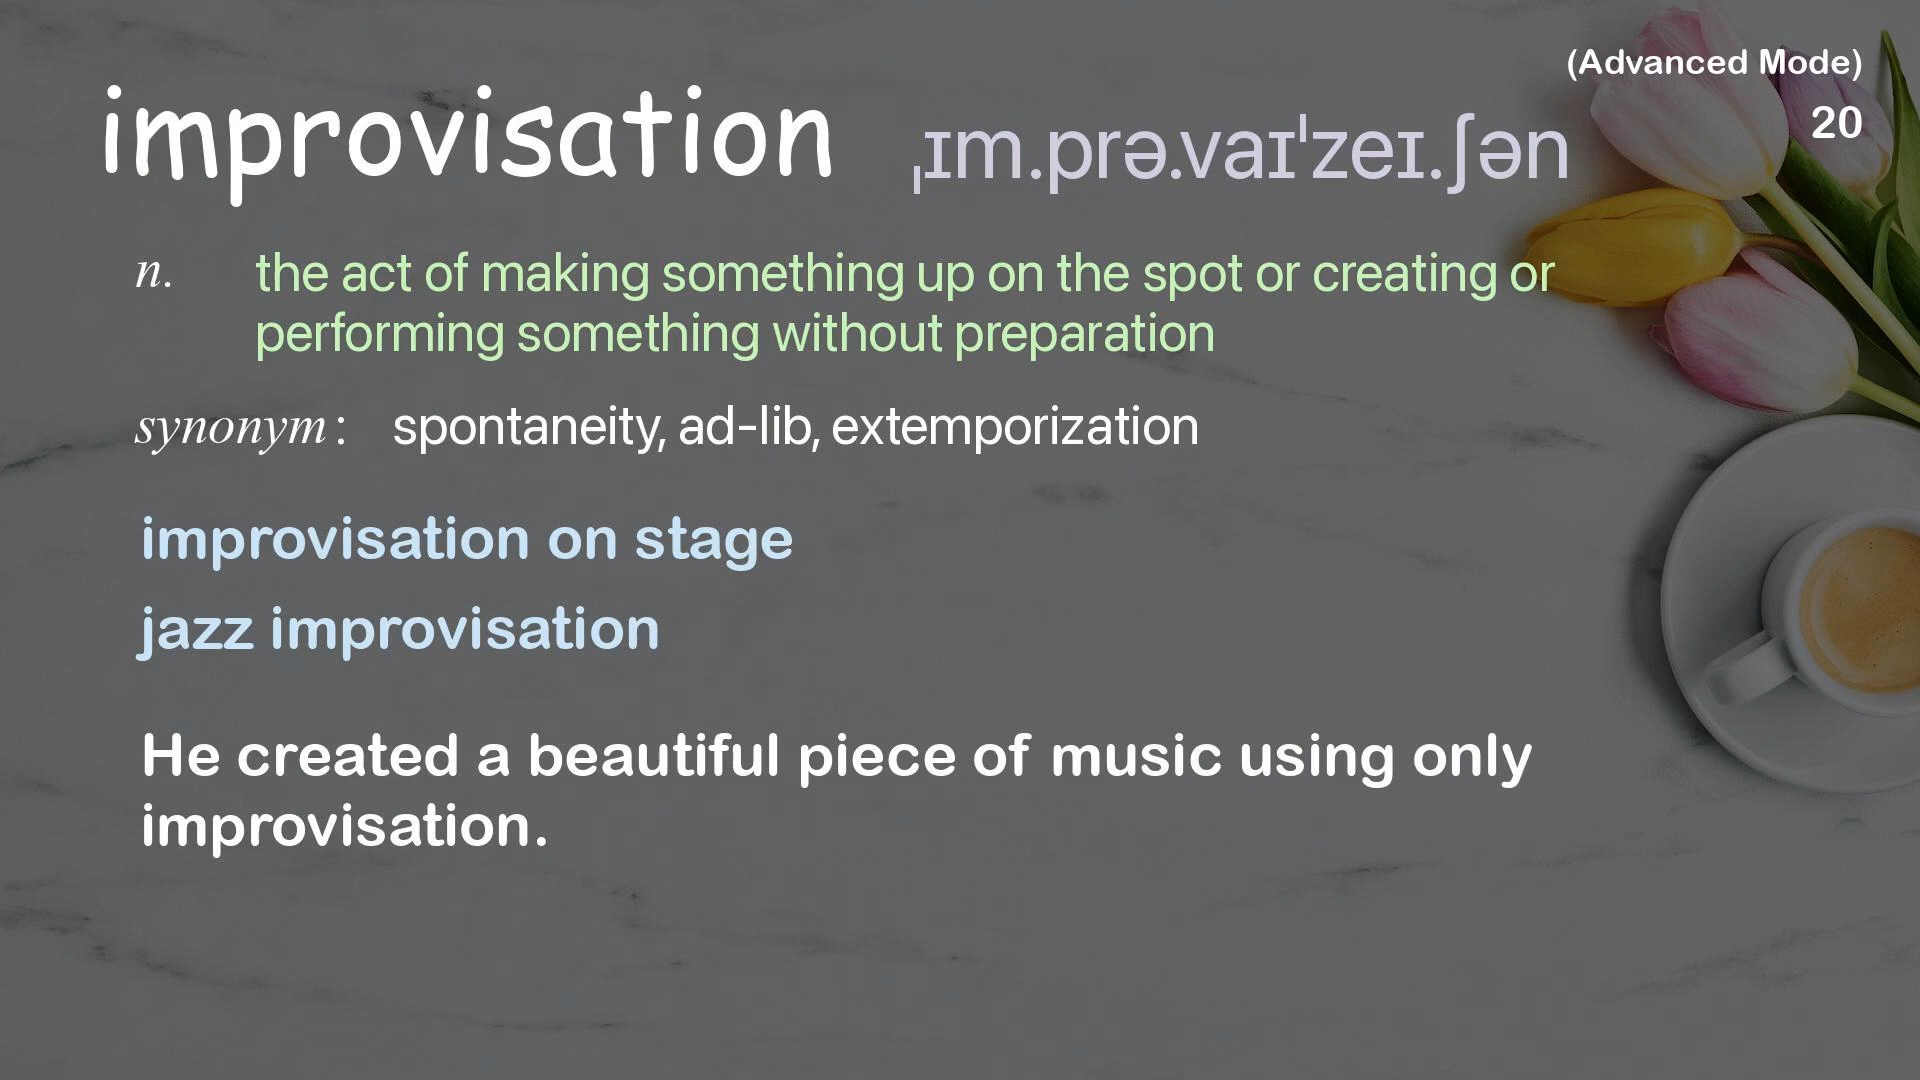 (Advanced Mode)
improvisation ˌɪm.prə.vaɪˈzeɪ.ʃən
20
n. the act of making something up on the spot or creating or
performing something without preparation
synonym : spontaneity, ad-lib, extemporization
improvisation on stage
jazz improvisation
He created a beautiful piece of music using only
improvisation.